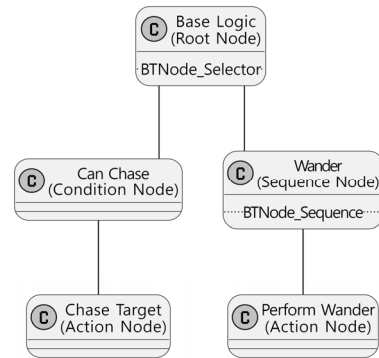 C Base Logic
(Root Node)
BTNode_Selector
C Can Chase
(Condition Node)
C Wander
(Sequence Node)
BTNode_Sequence
C Chase Target
(Action Node)
C Perform Wander
(Action Node)